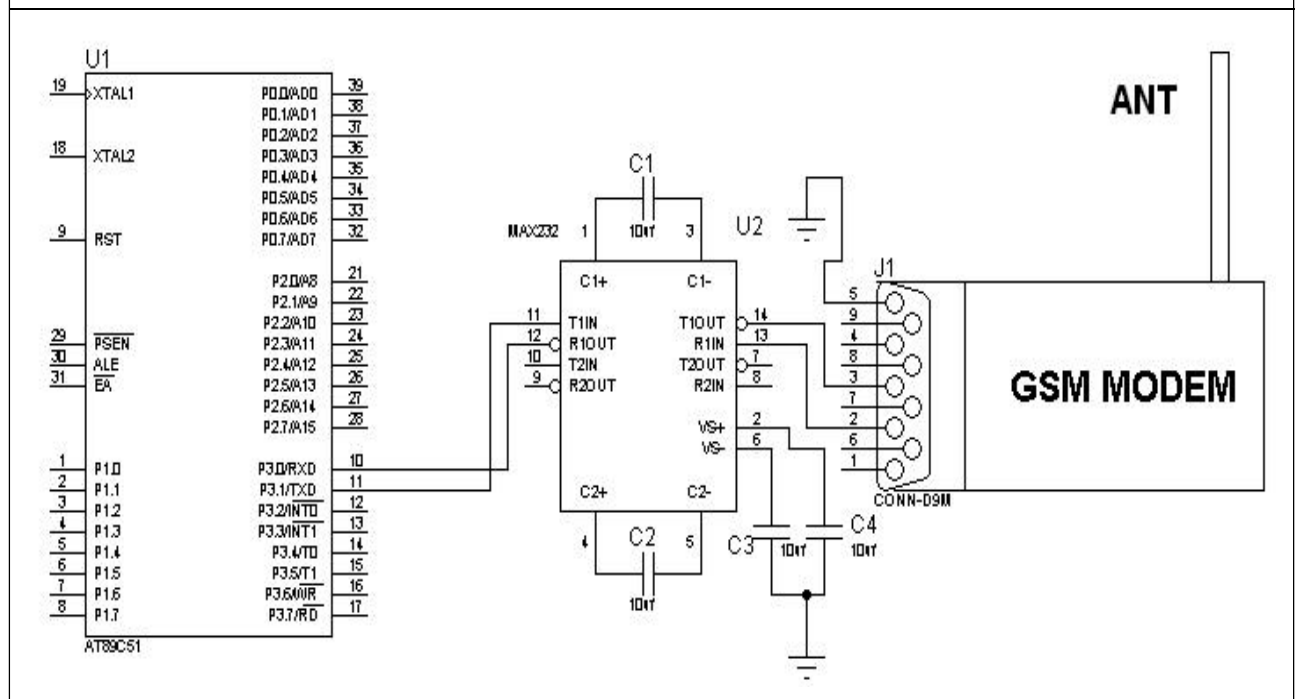 U1
19 XTAL1
18 XTAL2
9 RST
29 PSEN
30 ALE
31 EA
1 P1.0
2 P1.1
3 P1.2
4 P1.3
5 P1.4
6 P1.5
7 P1.6
8 P1.7
P0.0/AD0 39
P0.1/AD1 38
P0.2/AD2 37
P0.3/AD3 36
P0.4/AD4 35
P0.5/AD5 34
P0.6/AD6 33
P0.7/AD7 32
P2.0/A8 21
P2.1/A9 22
P2.2/A10 23
P2.3/A11 24
P2.4/A12 25
P2.5/A13 26
P2.6/A14 27
P2.7/A15 28
P3.0/RXD 10
P3.1/TXD 11
P3.2/INT0 12
P3.3/INT1 13
P3.4/T0 14
P3.5/T1 15
P3.6/WR 16
P3.7/RD 17
AT89C51
C1
10uf
MAX232 1 3 U2
C1+ C1-
11 T1IN T1OUT 14
12 R1OUT R1IN 13
10 T2IN T2OUT 7
9 R2OUT R2IN 8
VS+ 2
VS- 6
C2+ C2-
4 C2 5
10uf
C3 10uf
C4 10uf
J1
5
9
4
8
3
7
2
6
1
CONN-D9M
ANT
GSM MODEM